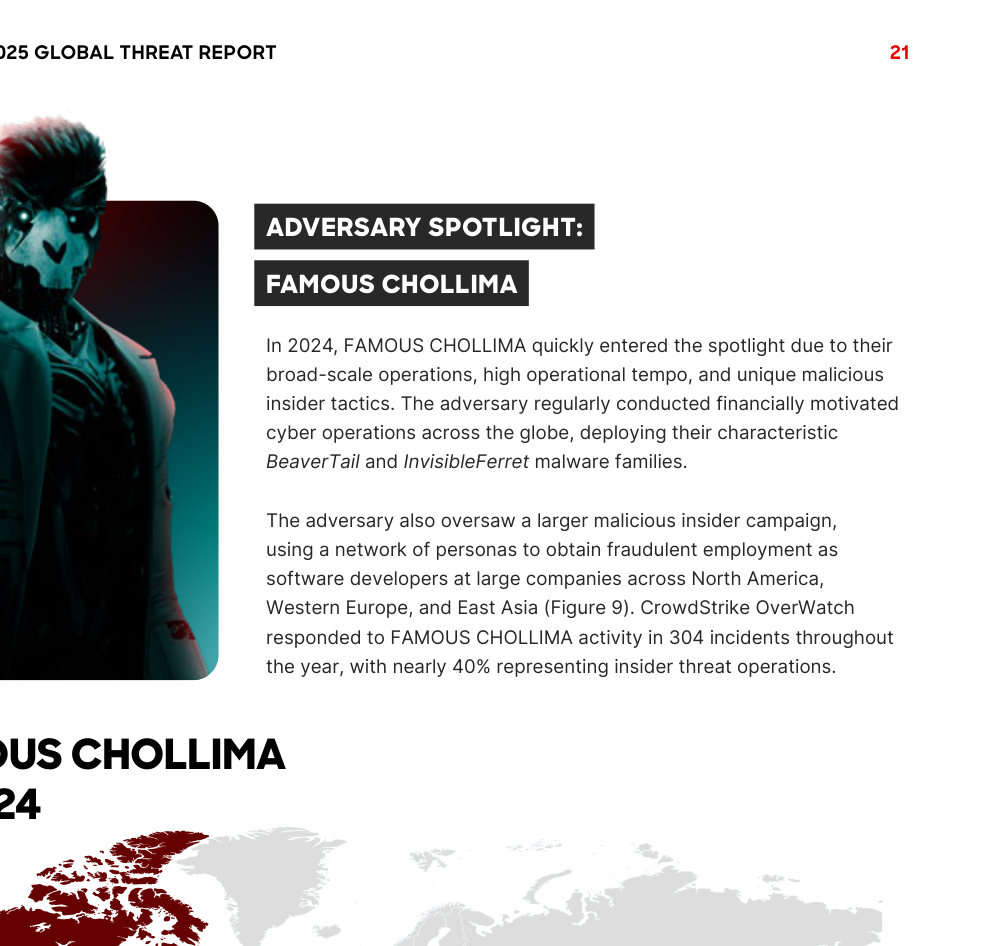 025 GLOBAL THREAT REPORT
21
ADVERSARY SPOTLIGHT:
FAMOUS CHOLLIMA
In 2024, FAMOUS CHOLLIMA quickly entered the spotlight due to their
broad-scale operations, high operational tempo, and unique malicious
insider tactics. The adversary regularly conducted financially motivated
cyber operations across the globe, deploying their characteristic
BeaverTail and InvisibleFerret malware families.
The adversary also oversaw a larger malicious insider campaign,
using a network of personas to obtain fraudulent employment as
software developers at large companies across North America,
Western Europe, and East Asia (Figure 9). CrowdStrike OverWatch
responded to FAMOUS CHOLLIMA activity in 304 incidents throughout
the year, with nearly 40% representing insider threat operations.
OUS CHOLLIMA
24